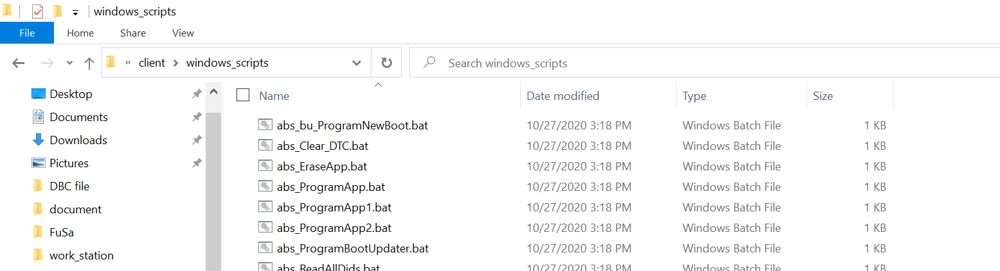 windows_scripts
File Home Share View
« client > windows_scripts Search windows_scripts
Desktop
Documents
Downloads
Pictures
DBC file
document
FuSa
work_station
Name Date modified Type Size
abs_bu_ProgramNewBoot.bat 10/27/2020 3:18 PM Windows Batch File 1 KB
abs_Clear_DTC.bat 10/27/2020 3:18 PM Windows Batch File 1 KB
abs_EraseApp.bat 10/27/2020 3:18 PM Windows Batch File 1 KB
abs_ProgramApp.bat 10/27/2020 3:18 PM Windows Batch File 1 KB
abs_ProgramApp1.bat 10/27/2020 3:18 PM Windows Batch File 1 KB
abs_ProgramApp2.bat 10/27/2020 3:18 PM Windows Batch File 1 KB
abs_ProgramBootUpdater.bat 10/27/2020 3:18 PM Windows Batch File 1 KB
abs_ReadAllDids.bat 10/27/2020 3:18 PM Windows Batch File 1 KB